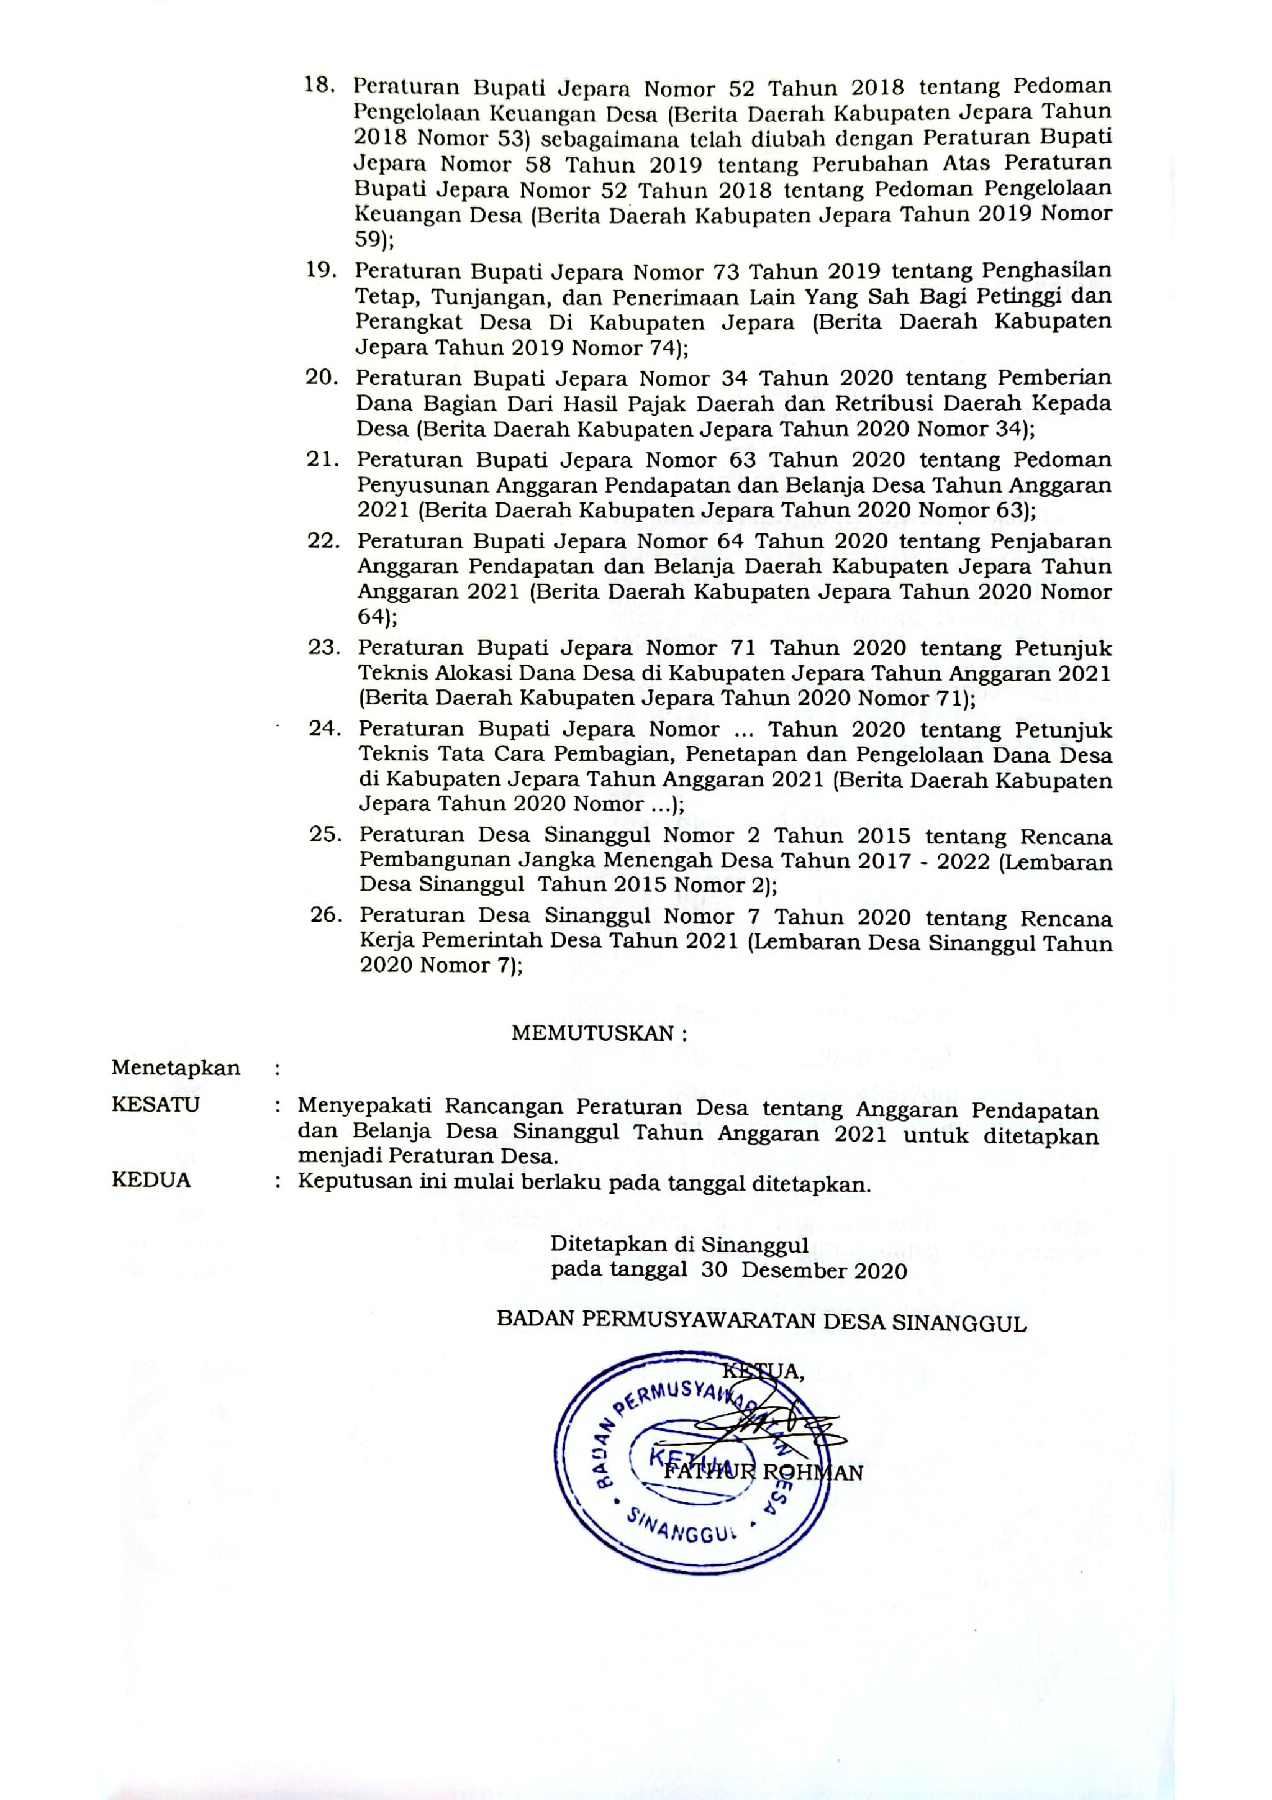 18. Peraturan Bupati Jepara Nomor 52 Tahun 2018 tentang Pedoman
Pengelolaan Keuangan Desa (Berita Daerah Kabupaten Jepara Tahun
2018 Nomor 53) sebagaimana telah diubah dengan Peraturan Bupati
Jepara Nomor 58 Tahun 2019 tentang Perubahan Atas Peraturan
Bupati Jepara Nomor 52 Tahun 2018 tentang Pedoman Pengelolaan
Keuangan Desa (Berita Daerah Kabupaten Jepara Tahun 2019 Nomor
59);
19. Peraturan Bupati Jepara Nomor 73 Tahun 2019 tentang Penghasilan
Tetap, Tunjangan, dan Penerimaan Lain Yang Sah Bagi Petinggi dan
Perangkat Desa Di Kabupaten Jepara (Berita Daerah Kabupaten
Jepara Tahun 2019 Nomor 74);
20. Peraturan Bupati Jepara Nomor 34 Tahun 2020 tentang Pemberian
Dana Bagian Dari Hasil Pajak Daerah dan Retribusi Daerah Kepada
Desa (Berita Daerah Kabupaten Jepara Tahun 2020 Nomor 34);
21. Peraturan Bupati Jepara Nomor 63 Tahun 2020 tentang Pedoman
Penyusunan Anggaran Pendapatan dan Belanja Desa Tahun Anggaran
2021 (Berita Daerah Kabupaten Jepara Tahun 2020 Nomor 63);
22. Peraturan Bupati Jepara Nomor 64 Tahun 2020 tentang Penjabaran
Anggaran Pendapatan dan Belanja Daerah Kabupaten Jepara Tahun
Anggaran 2021 (Berita Daerah Kabupaten Jepara Tahun 2020 Nomor
64);
23. Peraturan Bupati Jepara Nomor 71 Tahun 2020 tentang Petunjuk
Teknis Alokasi Dana Desa di Kabupaten Jepara Tahun Anggaran 2021
(Berita Daerah Kabupaten Jepara Tahun 2020 Nomor 71);
24. Peraturan Bupati Jepara Nomor ... Tahun 2020 tentang Petunjuk
Teknis Tata Cara Pembagian, Penetapan dan Pengelolaan Dana Desa
di Kabupaten Jepara Tahun Anggaran 2021 (Berita Daerah Kabupaten
Jepara Tahun 2020 Nomor ...);
25. Peraturan Desa Sinanggul Nomor 2 Tahun 2015 tentang Rencana
Pembangunan Jangka Menengah Desa Tahun 2017 - 2022 (Lembaran
Desa Sinanggul Tahun 2015 Nomor 2);
26. Peraturan Desa Sinanggul Nomor 7 Tahun 2020 tentang Rencana
Kerja Pemerintah Desa Tahun 2021 (Lembaran Desa Sinanggul Tahun
2020 Nomor 7);
MEMUTUSKAN :
Menetapkan :
KESATU : Menyepakati Rancangan Peraturan Desa tentang Anggaran Pendapatan
dan Belanja Desa Sinanggul Tahun Anggaran 2021 untuk ditetapkan
menjadi Peraturan Desa.
KEDUA : Keputusan ini mulai berlaku pada tanggal ditetapkan.
Ditetapkan di Sinanggul
pada tanggal 30 Desember 2020
BADAN PERMUSYAWARATAN DESA SINANGGUL
KETUA,
BADAN PERMUSYAWARATAN DESA
KETUA
FATHUR ROHMAN
SINANGGUL